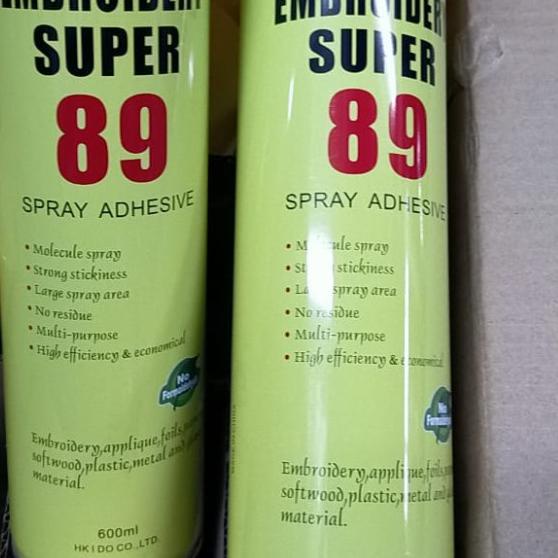 EMBROIDERY
SUPER
89
SPRAY ADHESIVE
• Molecule spray
• Strong stickiness
• Large spray area
• No residue
• Multi-purpose
• High efficiency & economical
No
Embroidery,applique,foils,
softwood,plastic,metal and
material.
600ml
HK I DO CO.,LTD.
EMBROIDER
SUPER
89
SPRAY ADHESIVE
• Molecule spray
• Strong stickiness
• Large spray area
• No residue
• Multi-purpose
• High efficiency & economical
No
Embroidery,applique,foils,
softwood,plastic,metal and
material.